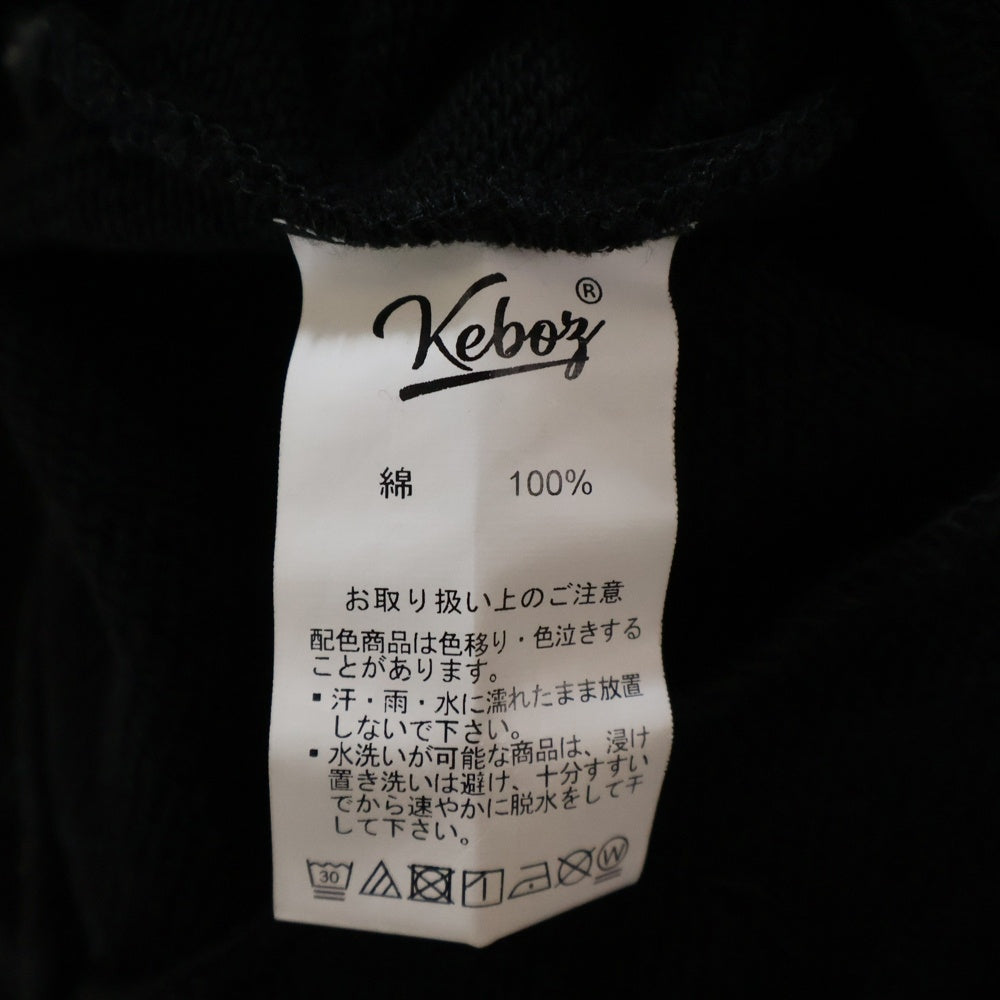 Keboz®
綿 100%
お取り扱い上のご注意
配色商品は色移り・色泣きする
ことがあります。
▪汗・雨・水に濡れたまま放置
しないで下さい。
▪水洗いが可能な商品は、浸け
置き洗いは避け、十分すすい
でから速やかに脱水をして干
して下さい。
30
W